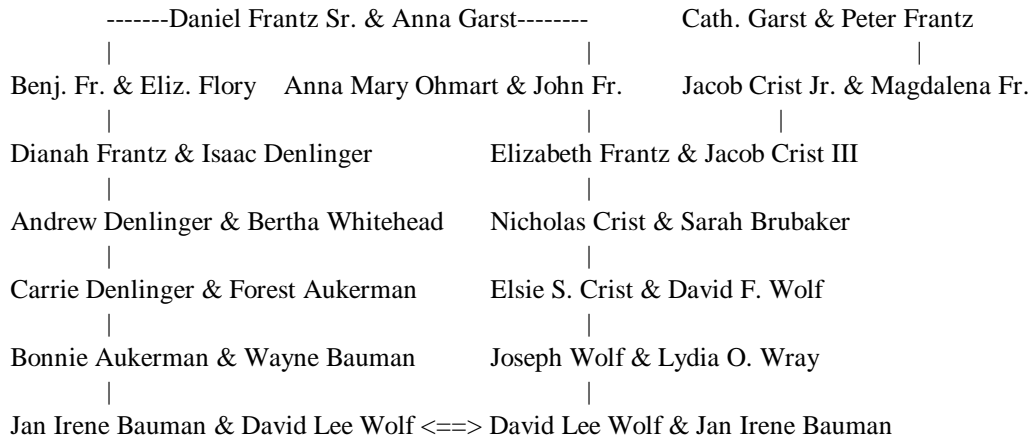 -------Daniel Frantz Sr. & Anna Garst-------- Cath. Garst & Peter Frantz
| | |
Benj. Fr. & Eliz. Flory Anna Mary Ohmart & John Fr. Jacob Crist Jr. & Magdalena Fr.
| | |
Dianah Frantz & Isaac Denlinger Elizabeth Frantz & Jacob Crist III
| |
Andrew Denlinger & Bertha Whitehead Nicholas Crist & Sarah Brubaker
| |
Carrie Denlinger & Forest Aukerman Elsie S. Crist & David F. Wolf
| |
Bonnie Aukerman & Wayne Bauman Joseph Wolf & Lydia O. Wray
| |
Jan Irene Bauman & David Lee Wolf <==> David Lee Wolf & Jan Irene Bauman